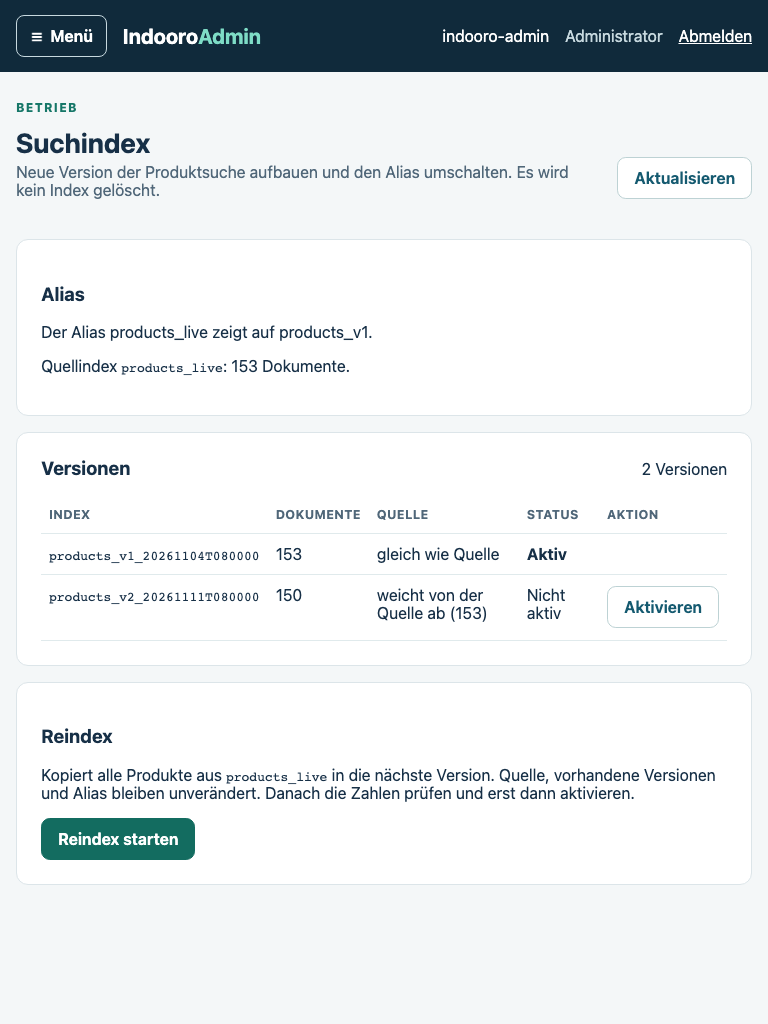 ≡ Menü IndooroAdmin indooro-admin Administrator Abmelden
BETRIEB
Suchindex
Neue Version der Produktsuche aufbauen und den Alias umschalten. Es wird
kein Index gelöscht.
Aktualisieren
Alias
Der Alias products_live zeigt auf products_v1.
Quellindex products_live: 153 Dokumente.
Versionen 2 Versionen
INDEX DOKUMENTE QUELLE STATUS AKTION
products_v1_20261104T080000 153 gleich wie Quelle Aktiv
products_v2_20261111T080000 150 weicht von der Nicht
Quelle ab (153) aktiv
Aktivieren
Reindex
Kopiert alle Produkte aus products_live in die nächste Version. Quelle, vorhandene Versionen
und Alias bleiben unverändert. Danach die Zahlen prüfen und erst dann aktivieren.
Reindex starten